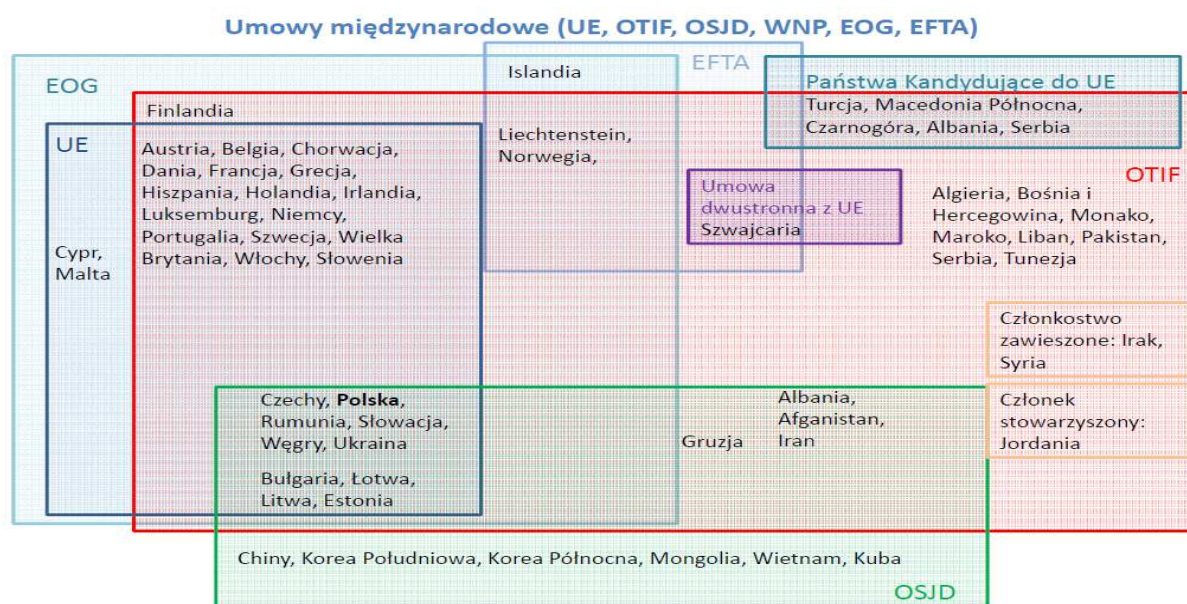 Umowy międzynarodowe (UE, OTIF, OSJD, WNP, EOG, EFTA)
EOG
Islandia
EFTA
Państwa Kandydujące do UE
Turcja, Macedonia Północna,
Czarnogóra, Albania, Serbia
Finlandia
UE
Austria, Belgia, Chorwacja,
Dania, Francja, Grecja,
Hiszpania, Holandia, Irlandia,
Luksemburg, Niemcy,
Portugalia, Szwecja, Wielka
Brytania, Włochy, Słowenia
Cypr,
Malta
Liechtenstein,
Norwegia,
Umowa
dwustronna z UE
Szwajcaria
OTIF
Algieria, Bośnia i
Hercegowina, Monako,
Maroko, Liban, Pakistan,
Serbia, Tunezja
Członkostwo
zawieszone: Irak,
Syria
Czechy, Polska,
Rumunia, Słowacja,
Węgry, Ukraina
Bułgaria, Łotwa,
Litwa, Estonia
Gruzja
Albania,
Afganistan,
Iran
Członek
stowarzyszony:
Jordania
Chiny, Korea Południowa, Korea Północna, Mongolia, Wietnam, Kuba
OSJD